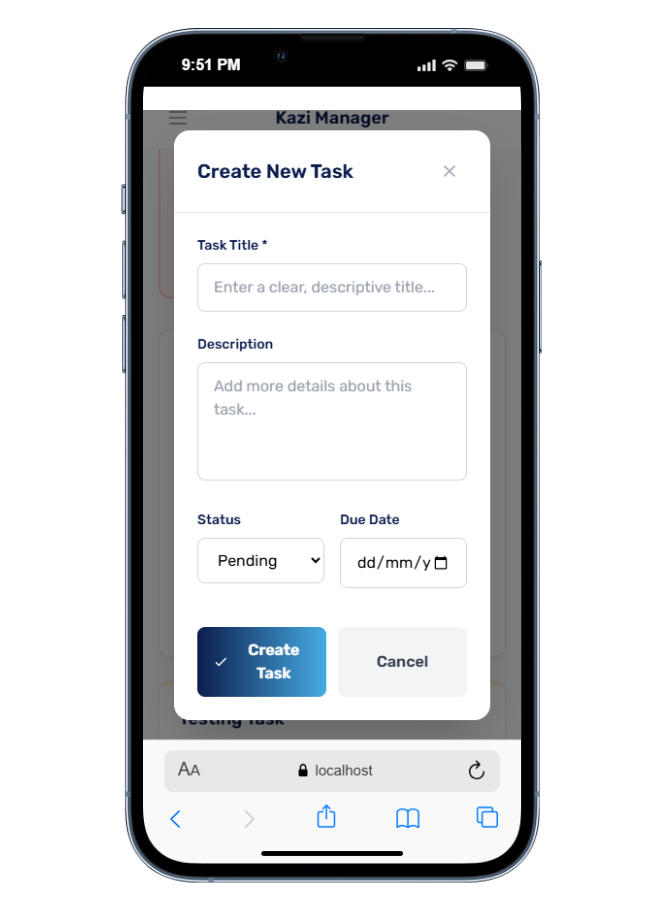 9:51 PM
Kazi Manager
Create New Task
Task Title *
Enter a clear, descriptive title...
Description
Add more details about this
task...
Status
Due Date
Pending
dd/mm/y
Create
Task
Cancel
Testing Task
AA
localhost